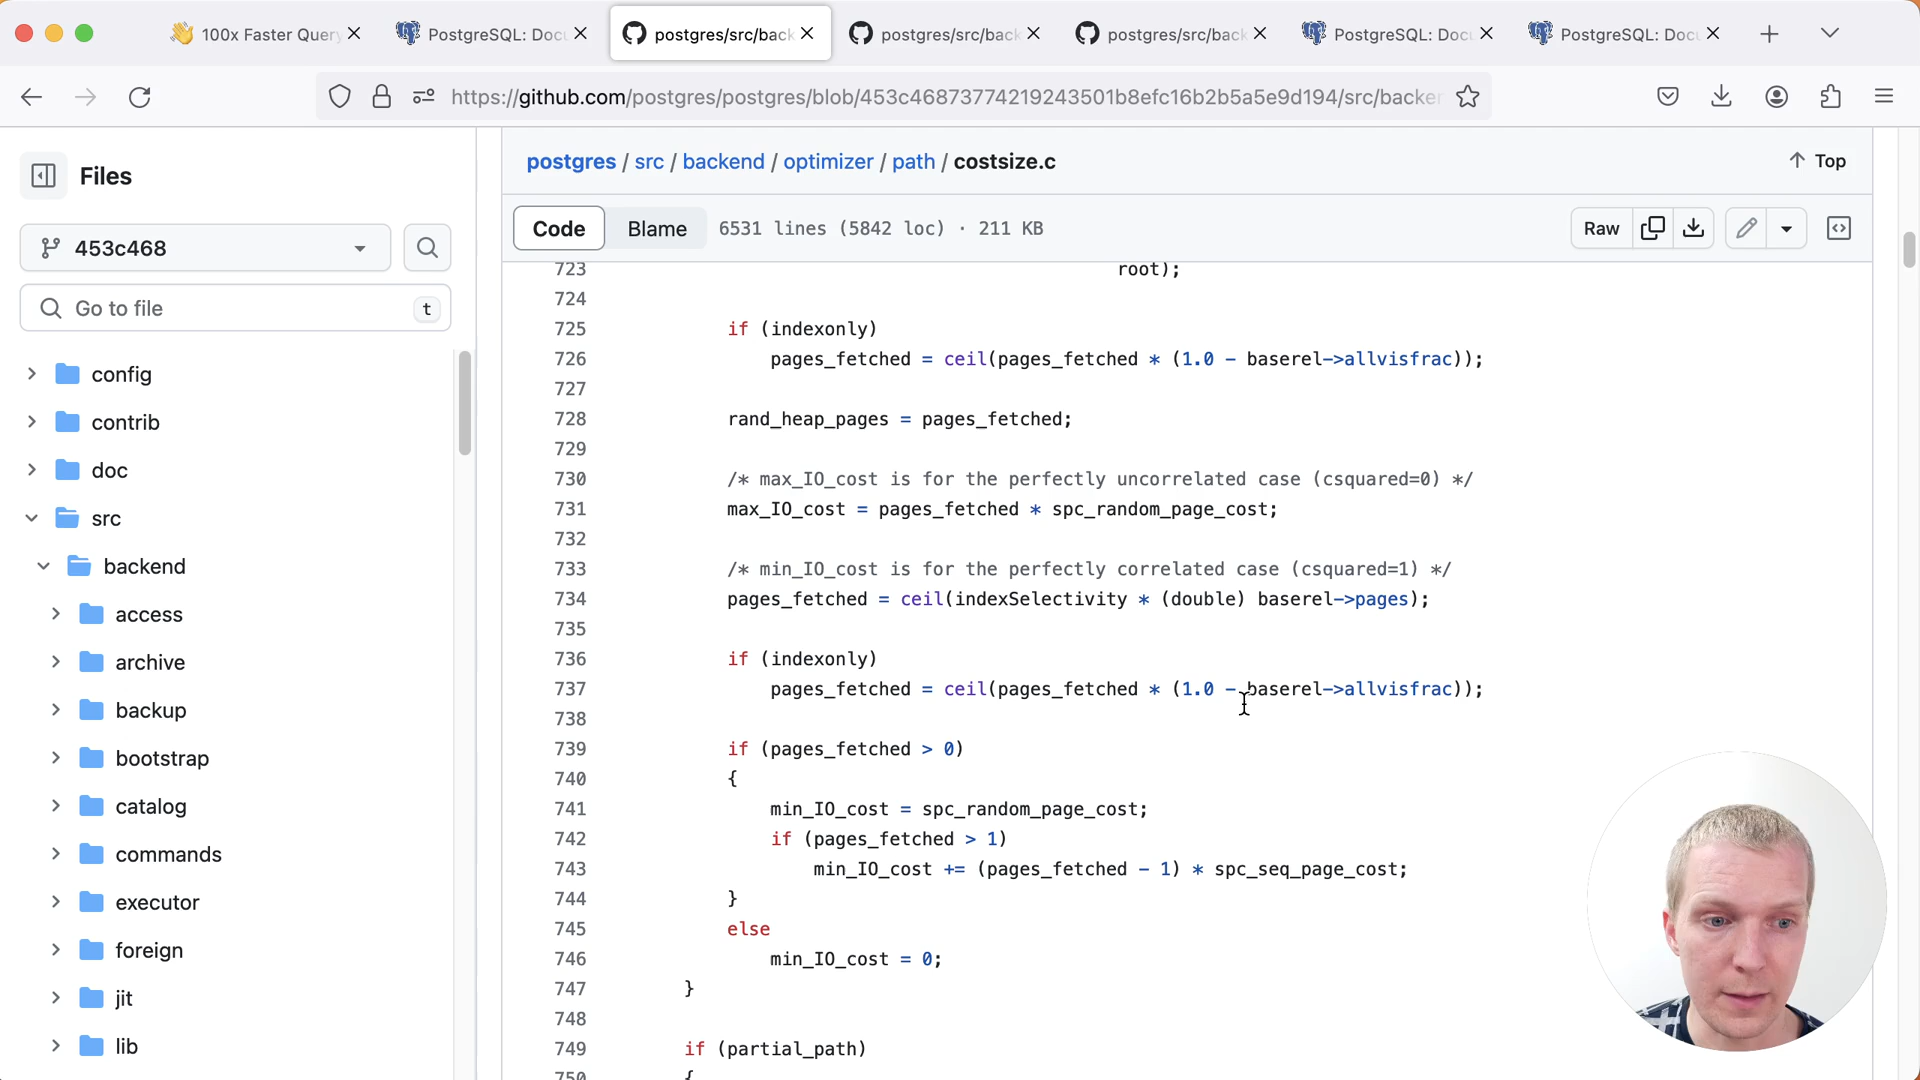 100x Faster Query
PostgreSQL: Docu
postgres/src/back
postgres/src/back
postgres/src/back
PostgreSQL: Docu
PostgreSQL: Docu
https://github.com/postgres/postgres/blob/453c46873774219243501b8efc16b2b5a5e9d194/src/backe
Files
453c468
Go to file
t
config
contrib
doc
src
backend
access
archive
backup
bootstrap
catalog
commands
executor
foreign
jit
lib
postgres / src / backend / optimizer / path / costsize.c
Top
Code Blame 6531 lines (5842 loc) · 211 KB
Raw
723 root);
724
725 if (indexonly)
726 pages_fetched = ceil(pages_fetched * (1.0 - baserel->allvisfrac));
727
728 rand_heap_pages = pages_fetched;
729
730 /* max_IO_cost is for the perfectly uncorrelated case (csquared=0) */
731 max_IO_cost = pages_fetched * spc_random_page_cost;
732
733 /* min_IO_cost is for the perfectly correlated case (csquared=1) */
734 pages_fetched = ceil(indexSelectivity * (double) baserel->pages);
735
736 if (indexonly)
737 pages_fetched = ceil(pages_fetched * (1.0 - baserel->allvisfrac));
738
739 if (pages_fetched > 0)
740 {
741 min_IO_cost = spc_random_page_cost;
742 if (pages_fetched > 1)
743 min_IO_cost += (pages_fetched - 1) * spc_seq_page_cost;
744 }
745 else
746 min_IO_cost = 0;
747 }
748
749 if (partial_path)
750 {